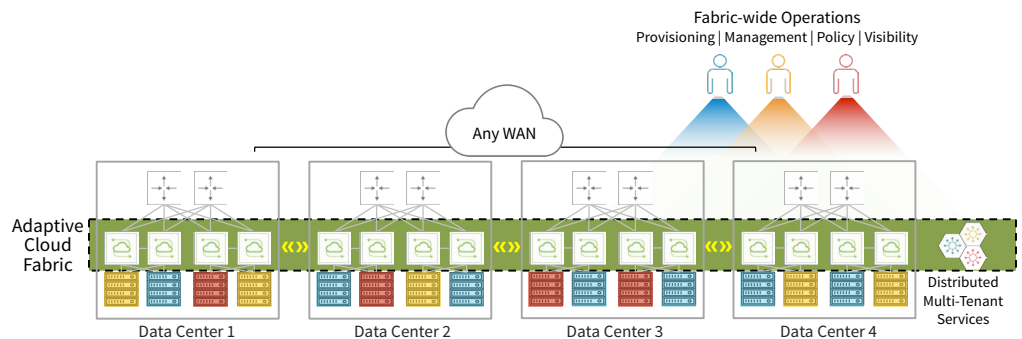 Fabric-wide Operations
Provisioning | Management | Policy | Visibility
Any WAN
Adaptive
Cloud
Fabric
Distributed
Multi-Tenant
Services
Data Center 1
Data Center 2
Data Center 3
Data Center 4